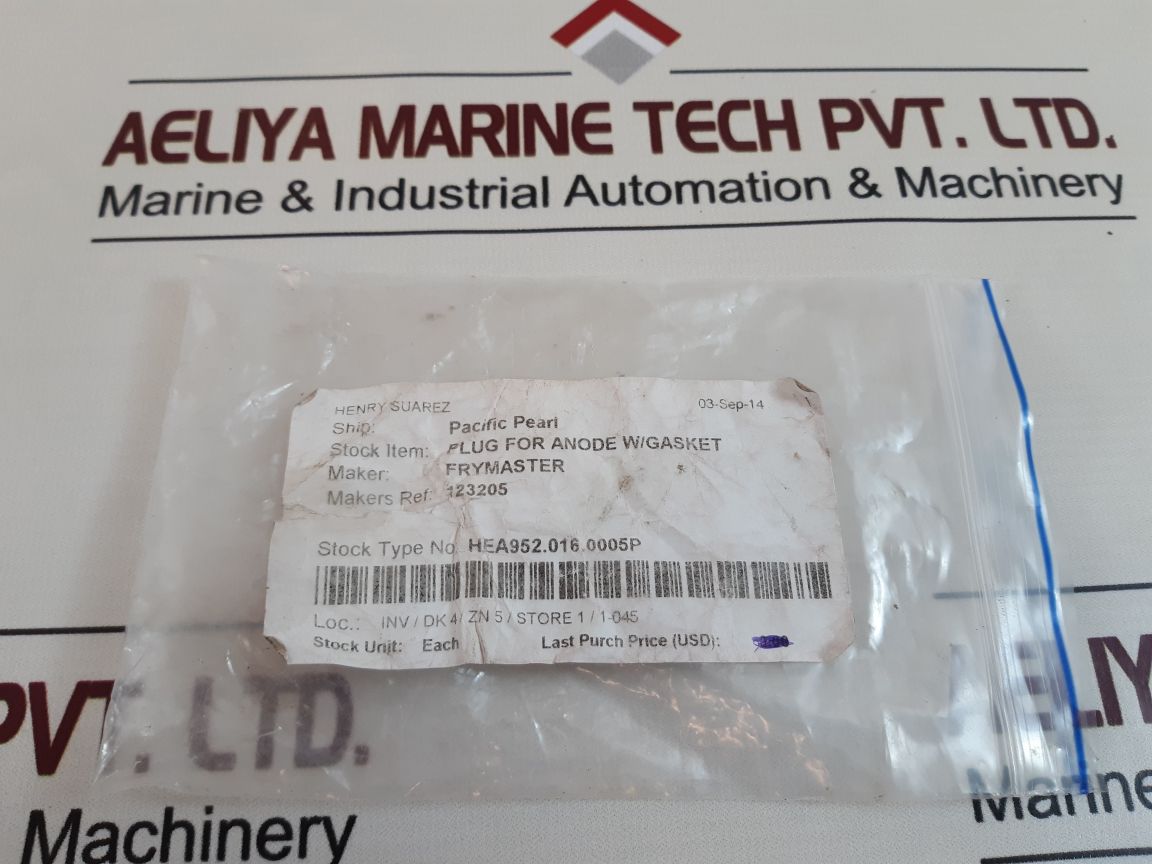 AELIYA MARINE TECH PVT. LTD.
Marine & Industrial Automation & Machinery
HENRY SUAREZ 03-Sep-14
Ship: Pacific Pearl
Stock Item: PLUG FOR ANODE W/GASKET
Maker: FRYMASTER
Makers Ref: 123205
Stock Type No HEA952.016.0005P
Loc.: INV / DK 4/ ZN 5 / STORE 1 / 1-045
Stock Unit: Each Last Purch Price (USD):
PVT. LTD.
Machinery
AELIY
Marine